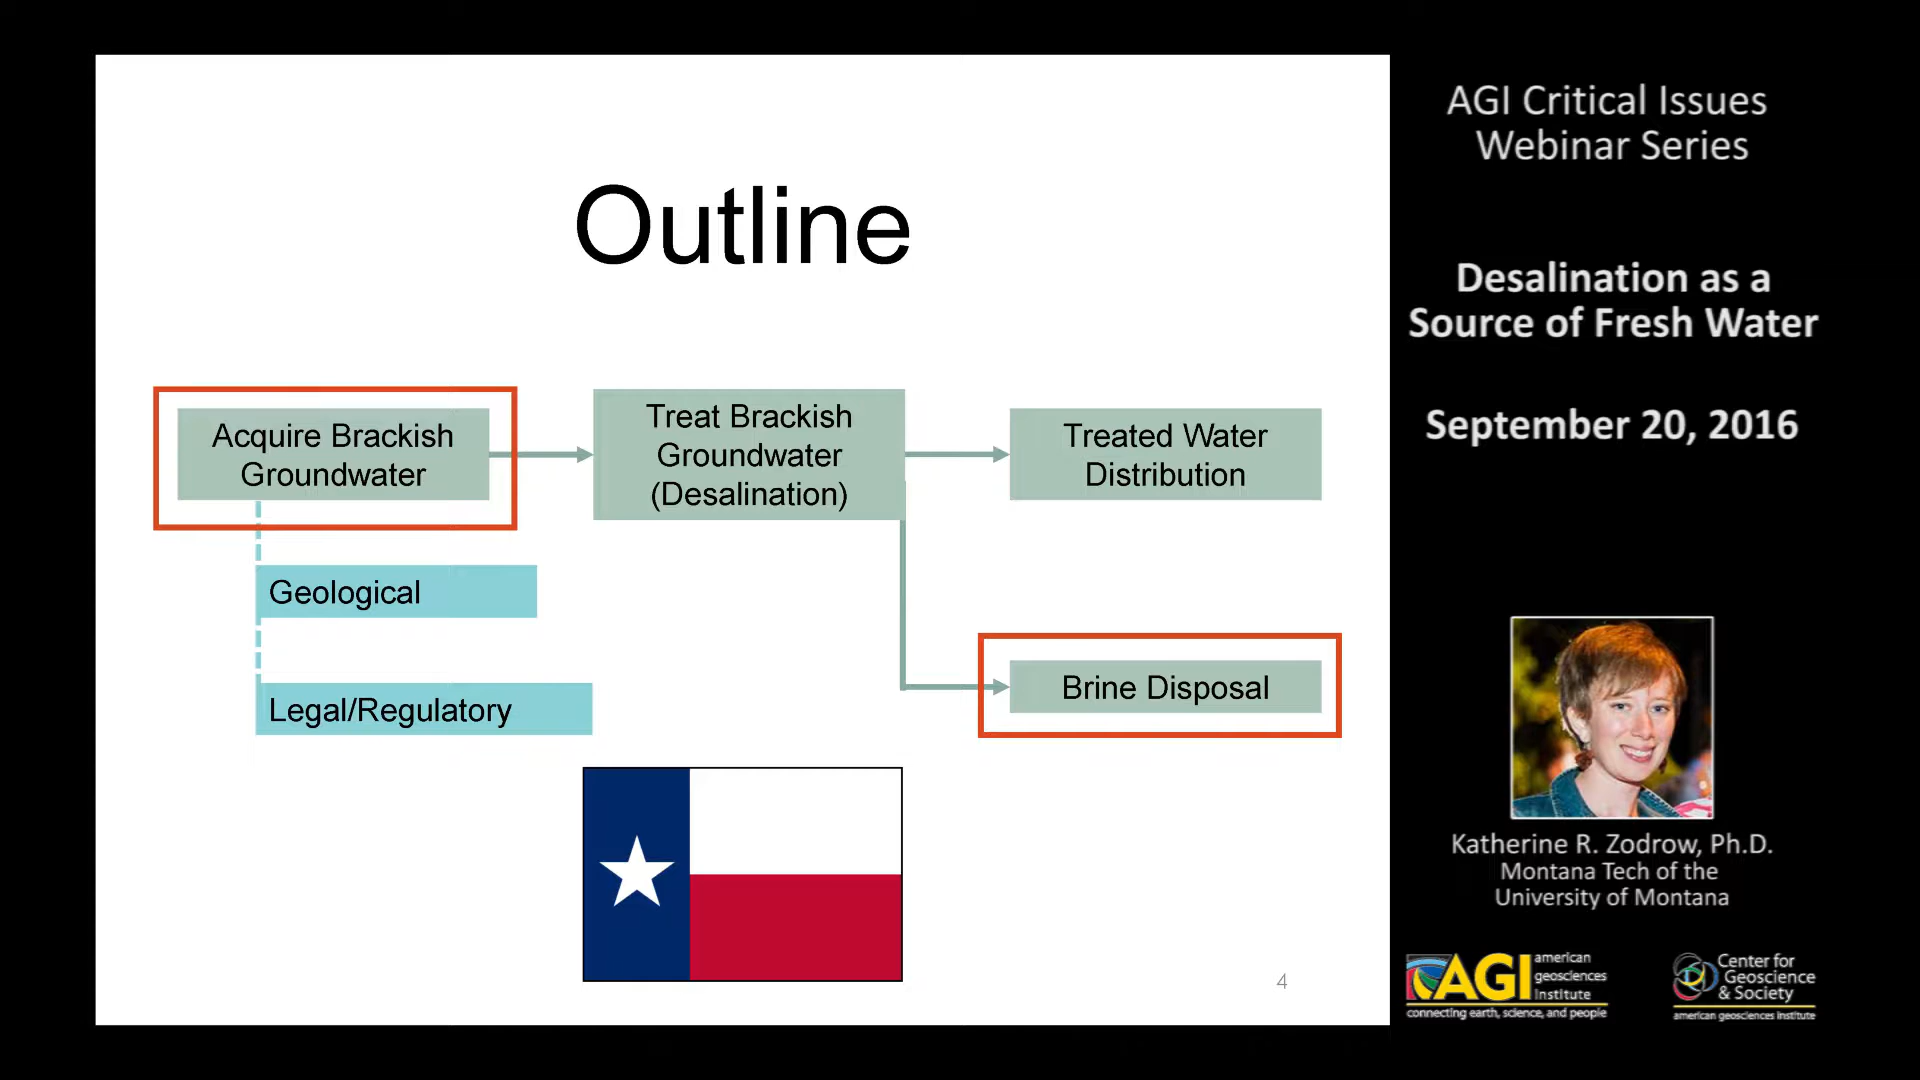 Outline
Acquire Brackish
Groundwater
Treat Brackish
Groundwater
(Desalination)
Treated Water
Distribution
Geological
Legal/Regulatory
Brine Disposal
4
AGI Critical Issues
Webinar Series
Desalination as a
Source of Fresh Water
September 20, 2016
Katherine R. Zodrow, Ph.D.
Montana Tech of the
University of Montana
AGI
american
geosciences
institute
connecting earth, science, and people
Center for
Geoscience
& Society
american geosciences institute